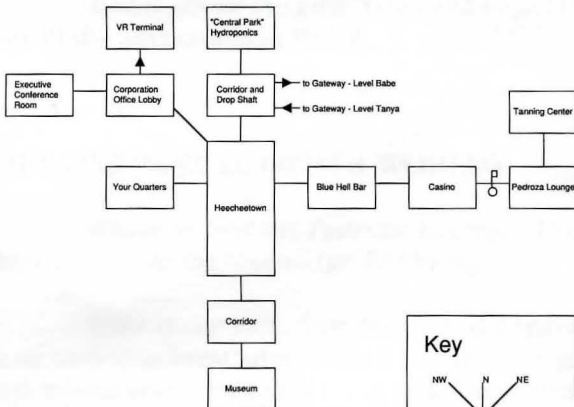 VR Terminal
"Central Park"
Hydroponics
Executive
Conference
Room
Corporation
Office Lobby
Corridor and
Drop Shaft
to Gateway - Level Babe
to Gateway - Level Tanya
Tanning Center
Your Quarters
Heecheetown
Blue Hell Bar
Casino
Pedroza Lounge
Corridor
Museum
Key
NW
N
NE